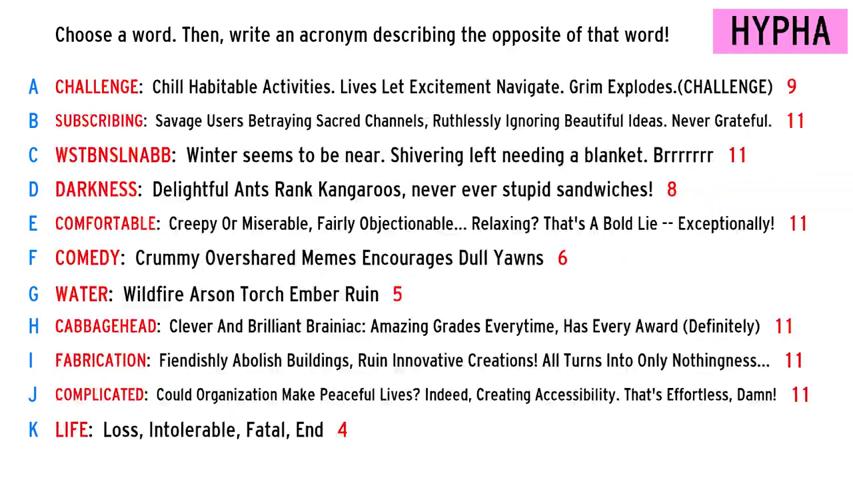 Choose a word. Then, write an acronym describing the opposite of that word!
HYPHA
A CHALLENGE: Chill Habitable Activities. Lives Let Excitement Navigate. Grim Explodes.(CHALLENGE) 9
B SUBSCRIBING: Savage Users Betraying Sacred Channels, Ruthlessly Ignoring Beautiful Ideas. Never Grateful. 11
C WSTBNSLNABB: Winter seems to be near. Shivering left needing a blanket. Brrrrrrr 11
D DARKNESS: Delightful Ants Rank Kangaroos, never ever stupid sandwiches! 8
E COMFORTABLE: Creepy Or Miserable, Fairly Objectionable... Relaxing? That's A Bold Lie -- Exceptionally! 11
F COMEDY: Crummy Overshared Memes Encourages Dull Yawns 6
G WATER: Wildfire Arson Torch Ember Ruin 5
H CABBAGEHEAD: Clever And Brilliant Brainiac: Amazing Grades Everytime, Has Every Award (Definitely) 11
I FABRICATION: Fiendishly Abolish Buildings, Ruin Innovative Creations! All Turns Into Only Nothingness... 11
J COMPLICATED: Could Organization Make Peaceful Lives? Indeed, Creating Accessibility. That's Effortless, Damn! 11
K LIFE: Loss, Intolerable, Fatal, End 4